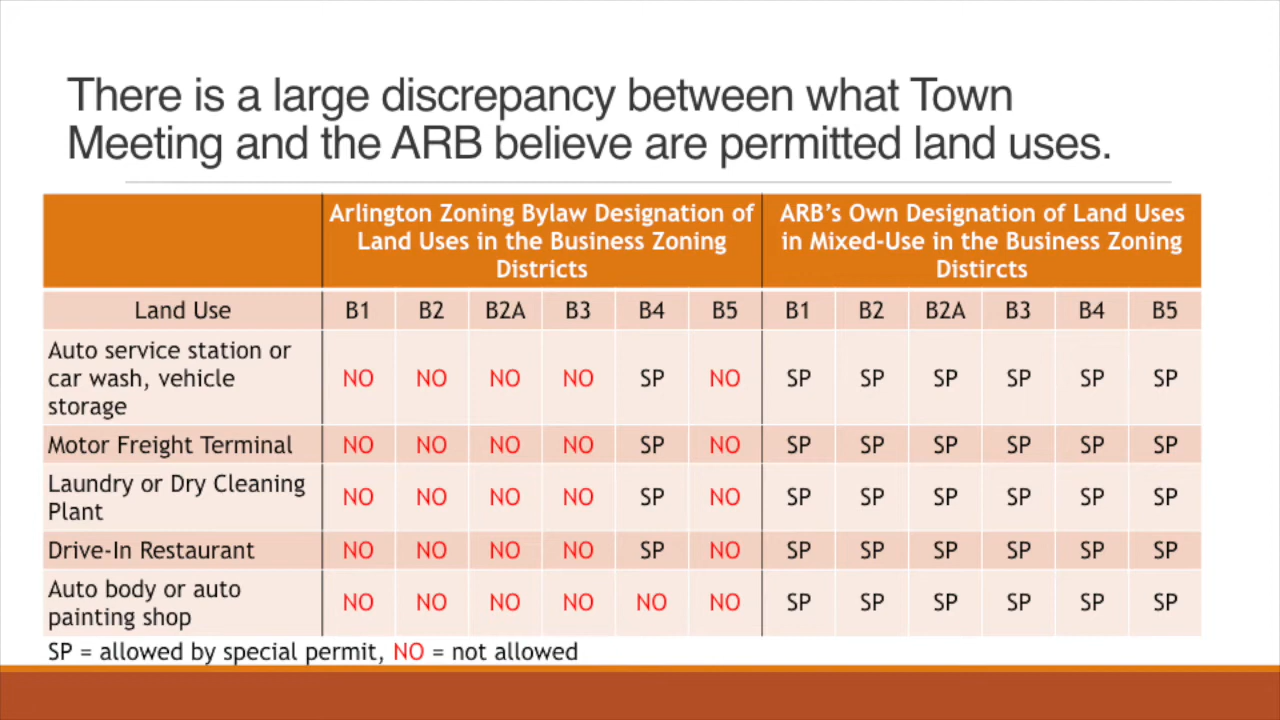 There is a large discrepancy between what Town
Meeting and the ARB believe are permitted land uses.
Arlington Zoning Bylaw Designation of
Land Uses in the Business Zoning
Districts
ARB's Own Designation of Land Uses
in Mixed-Use in the Business Zoning
Distircts
Land Use B1 B2 B2A B3 B4 B5 B1 B2 B2A B3 B4 B5
Auto service station or
car wash, vehicle
storage
NO NO NO NO SP NO SP SP SP SP SP SP
Motor Freight Terminal NO NO NO NO SP NO SP SP SP SP SP SP
Laundry or Dry Cleaning
Plant
NO NO NO NO SP NO SP SP SP SP SP SP
Drive-In Restaurant NO NO NO NO SP NO SP SP SP SP SP SP
Auto body or auto
painting shop
NO NO NO NO NO NO SP SP SP SP SP SP
SP = allowed by special permit, NO = not allowed